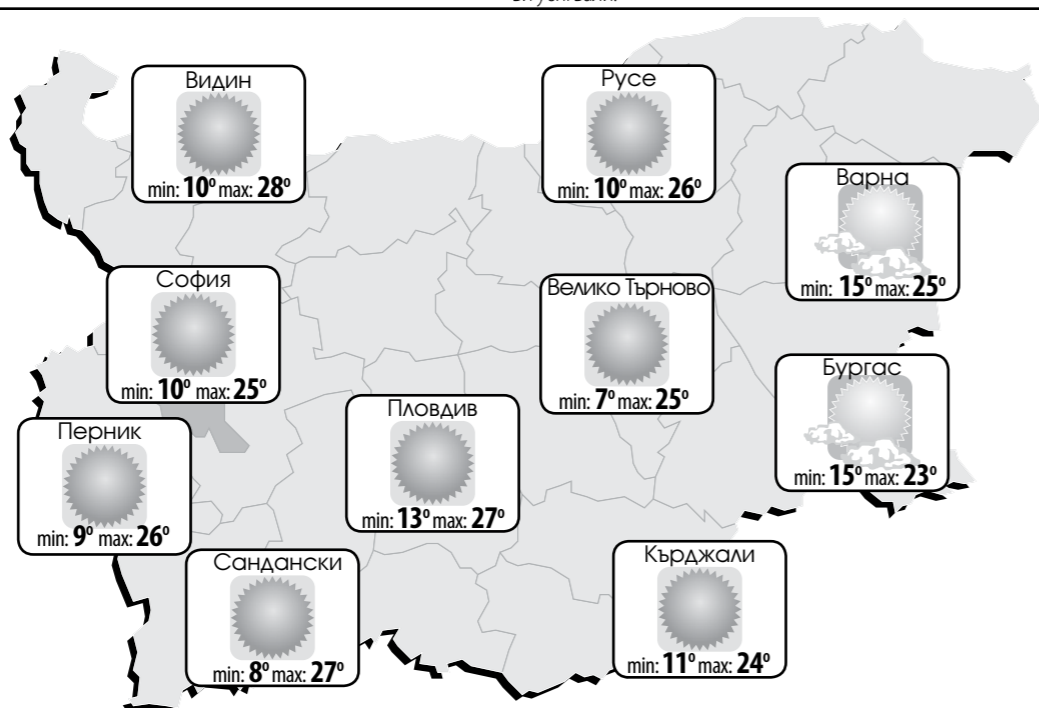 Видин
min: 10° max: 28°
Русе
min: 10° max: 26°
Варна
min: 15° max: 25°
София
min: 10° max: 25°
Велико Търново
min: 7° max: 25°
Бургас
min: 15° max: 23°
Пловдив
min: 13° max: 27°
Перник
min: 9° max: 26°
Сандански
min: 8° max: 27°
Кърджали
min: 11° max: 24°